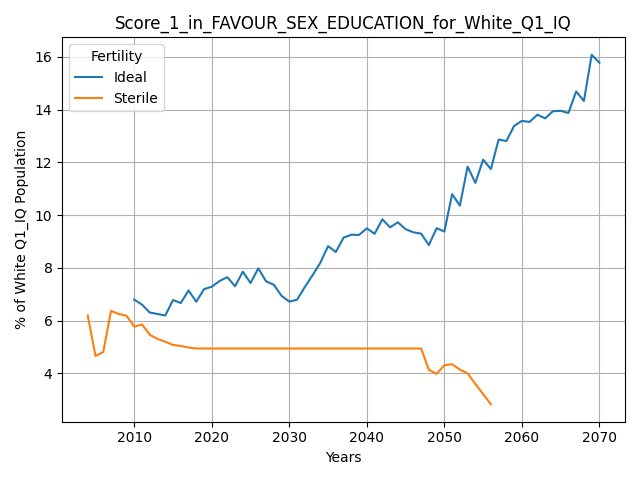 Score_1_in_FAVOUR_SEX_EDUCATION_for_White_Q1_IQ
Fertility
Ideal
Sterile
% of White Q1_IQ Population
16
14
12
10
8
6
4
2010 2020 2030 2040 2050 2060 2070
Years